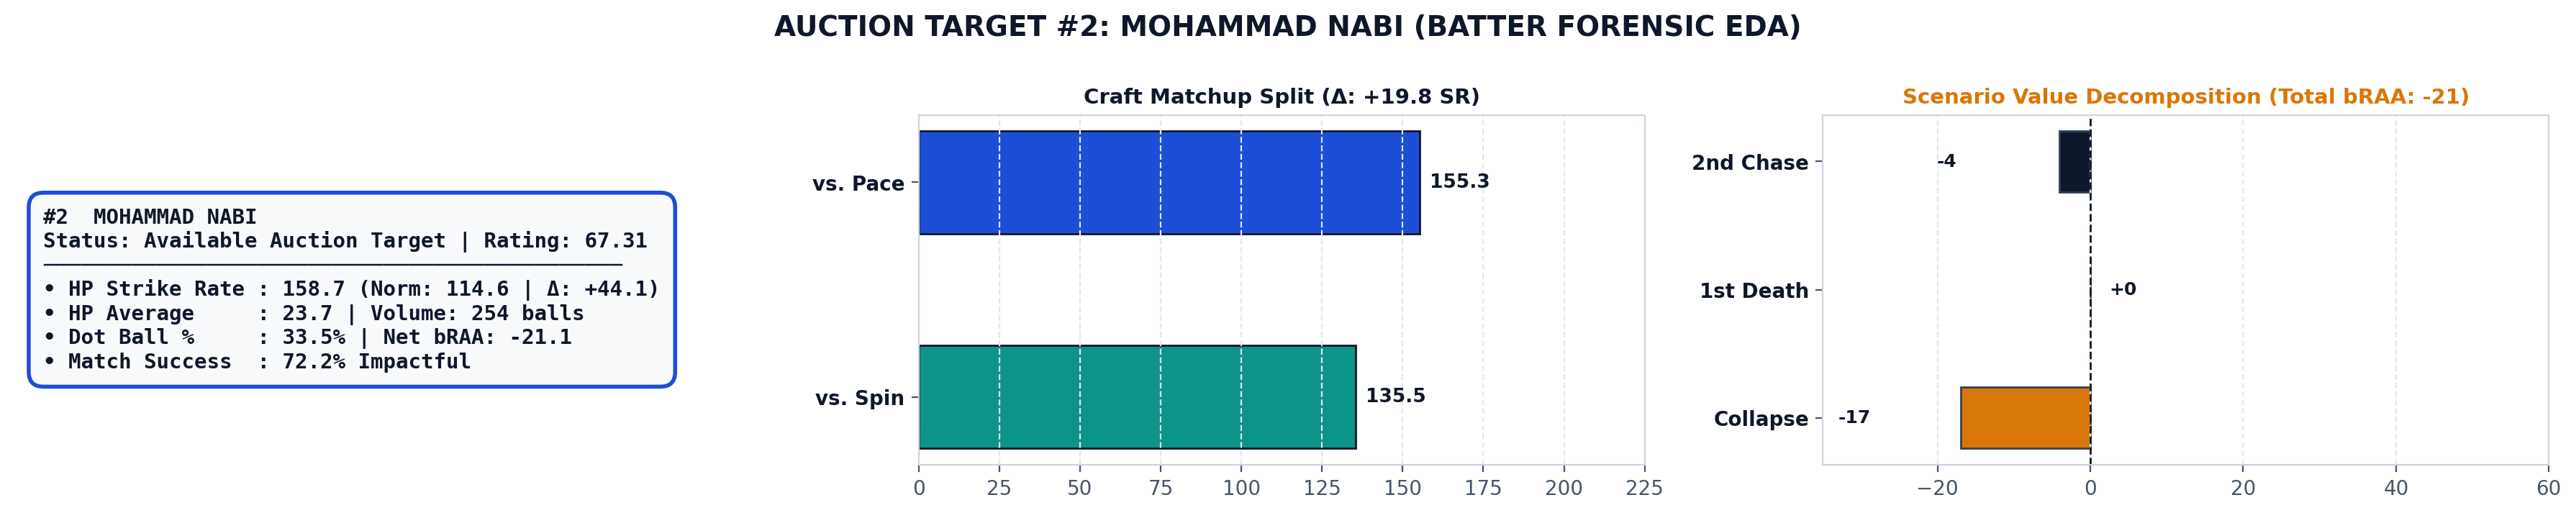 AUCTION TARGET #2: MOHAMMAD NABI (BATTER FORENSIC EDA)
#2  MOHAMMAD NABI
Status: Available Auction Target | Rating: 67.31
• HP Strike Rate : 158.7 (Norm: 114.6 | Δ: +44.1)
• HP Average     : 23.7 | Volume: 254 balls
• Dot Ball %     : 33.5% | Net bRAA: -21.1
• Match Success  : 72.2% Impactful
Craft Matchup Split (Δ: +19.8 SR)
vs. Pace
155.3
vs. Spin
135.5
0 25 50 75 100 125 150 175 200 225
Scenario Value Decomposition (Total bRAA: -21)
2nd Chase
-4
1st Death
+0
Collapse
-17
−20 0 20 40 60